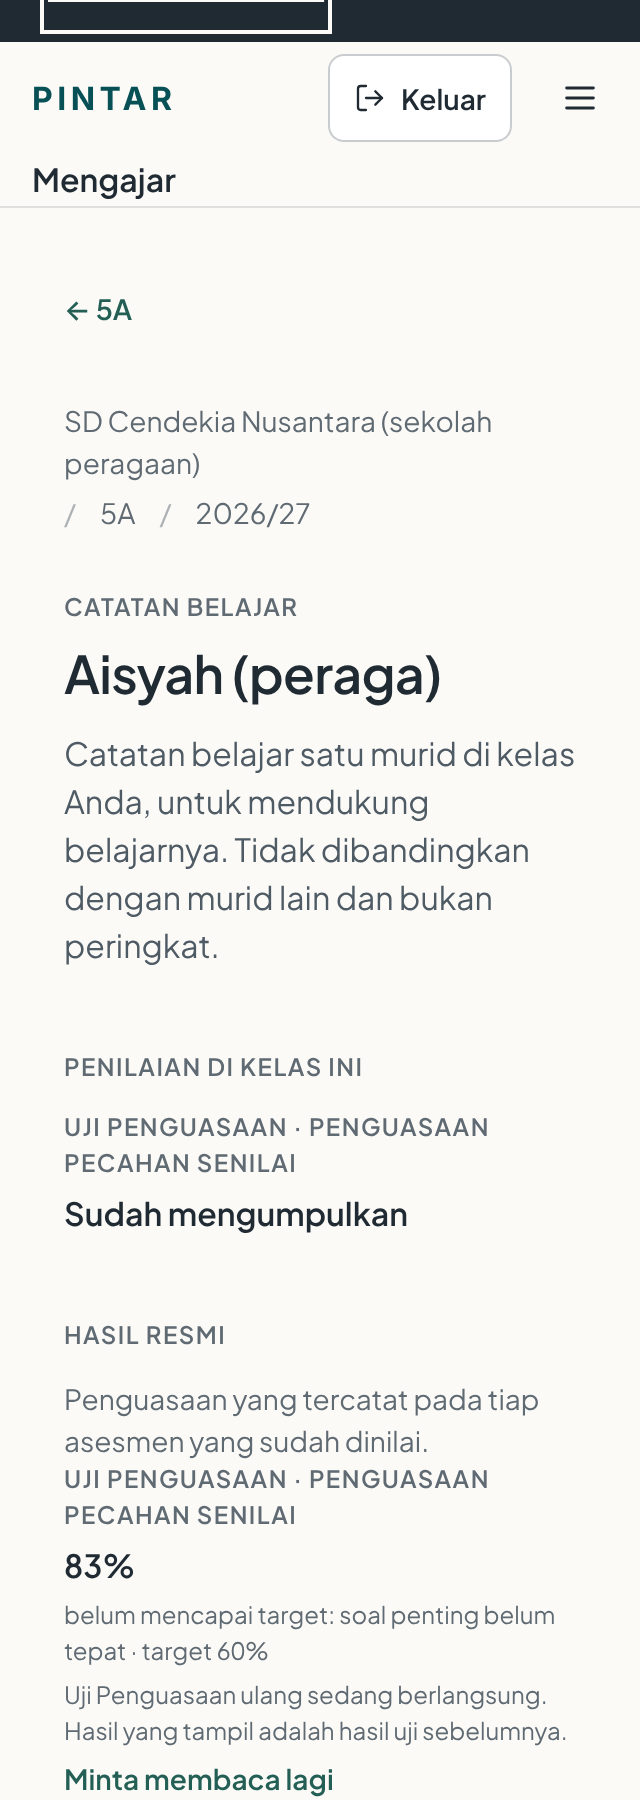 PINTAR
Keluar
Mengajar
← 5A
SD Cendekia Nusantara (sekolah
peragaan)
/ 5A / 2026/27
CATATAN BELAJAR
Aisyah (peraga)
Catatan belajar satu murid di kelas
Anda, untuk mendukung
belajarnya. Tidak dibandingkan
dengan murid lain dan bukan
peringkat.
PENILAIAN DI KELAS INI
UJI PENGUASAAN · PENGUASAAN
PECAHAN SENILAI
Sudah mengumpulkan
HASIL RESMI
Penguasaan yang tercatat pada tiap
asesmen yang sudah dinilai.
UJI PENGUASAAN · PENGUASAAN
PECAHAN SENILAI
83%
belum mencapai target: soal penting belum
tepat · target 60%
Uji Penguasaan ulang sedang berlangsung.
Hasil yang tampil adalah hasil uji sebelumnya.
Minta membaca lagi